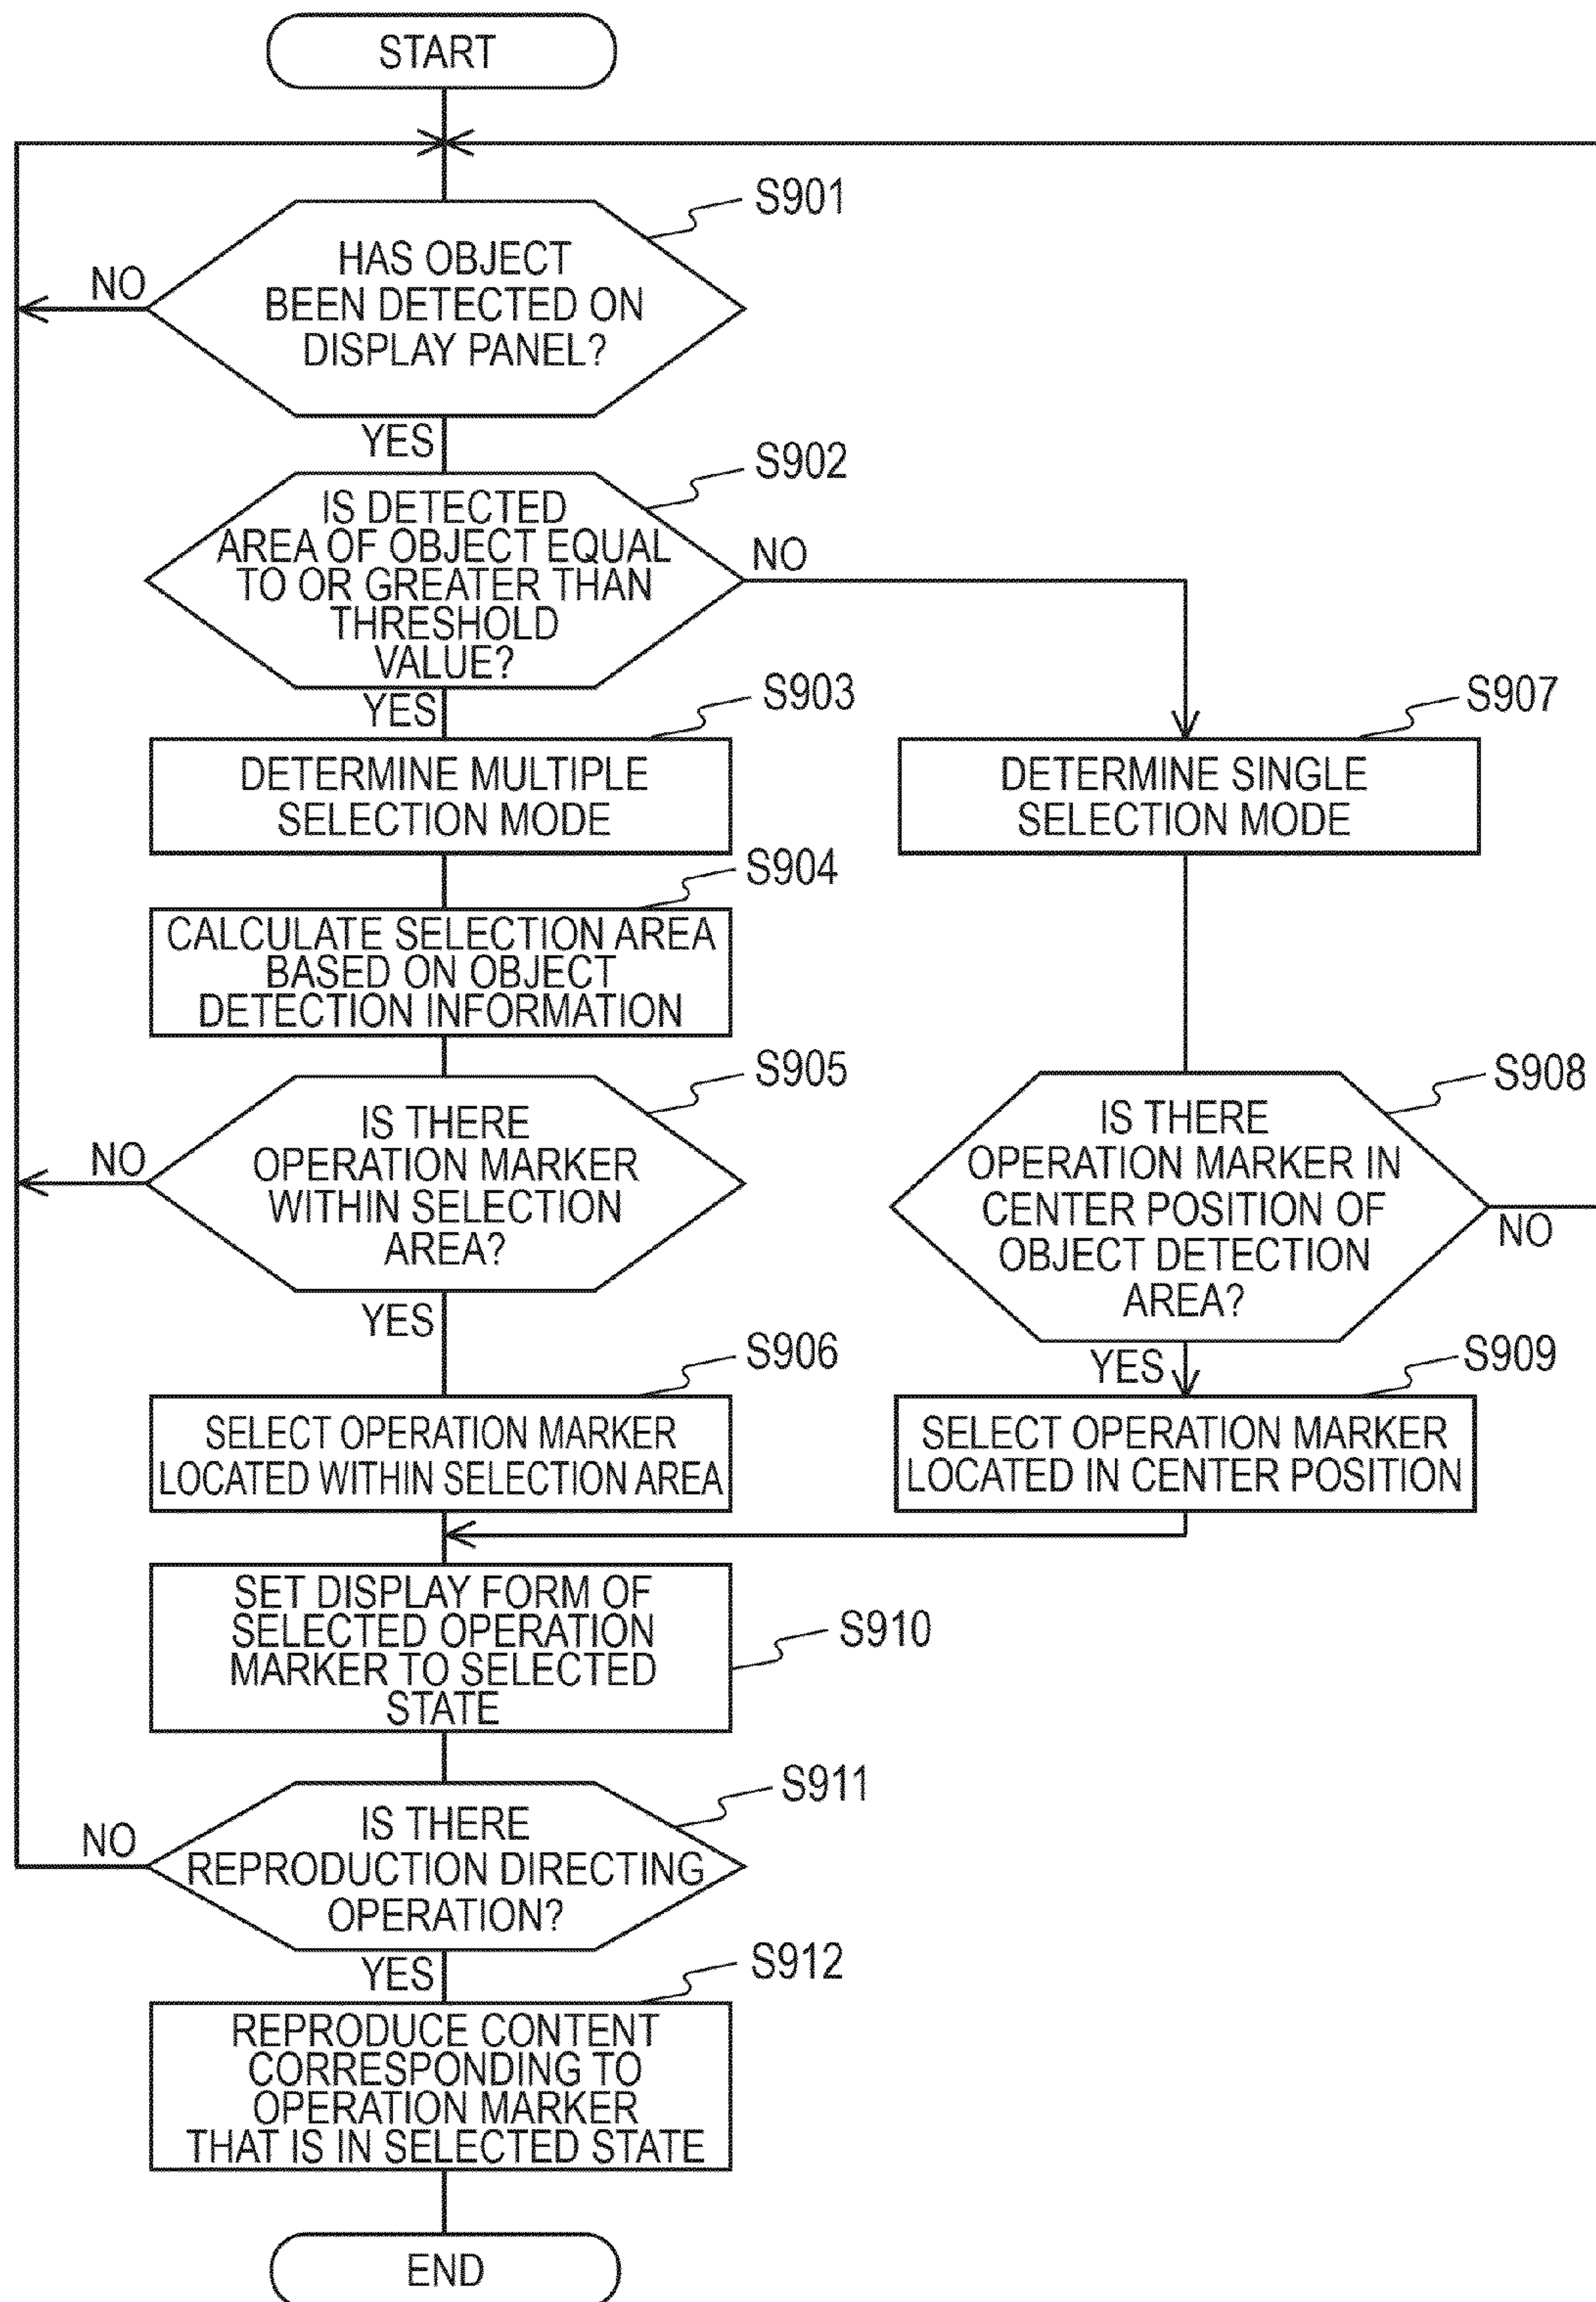 START
S901
HAS OBJECT
BEEN DETECTED ON
DISPLAY PANEL?
NO
YES
S902
IS DETECTED
AREA OF OBJECT EQUAL
TO OR GREATER THAN
THRESHOLD
VALUE?
NO
YES
S903
DETERMINE MULTIPLE
SELECTION MODE
S907
DETERMINE SINGLE
SELECTION MODE
S904
CALCULATE SELECTION AREA
BASED ON OBJECT
DETECTION INFORMATION
S905
IS THERE
OPERATION MARKER
WITHIN SELECTION
AREA?
NO
YES
S908
IS THERE
OPERATION MARKER IN
CENTER POSITION OF
OBJECT DETECTION
AREA?
NO
YES
S906
SELECT OPERATION MARKER
LOCATED WITHIN SELECTION AREA
S909
SELECT OPERATION MARKER
LOCATED IN CENTER POSITION
SET DISPLAY FORM OF
SELECTED OPERATION
MARKER TO SELECTED
STATE
S910
S911
IS THERE
REPRODUCTION DIRECTING
OPERATION?
NO
YES
S912
REPRODUCE CONTENT
CORRESPONDING TO
OPERATION MARKER
THAT IS IN SELECTED STATE
END